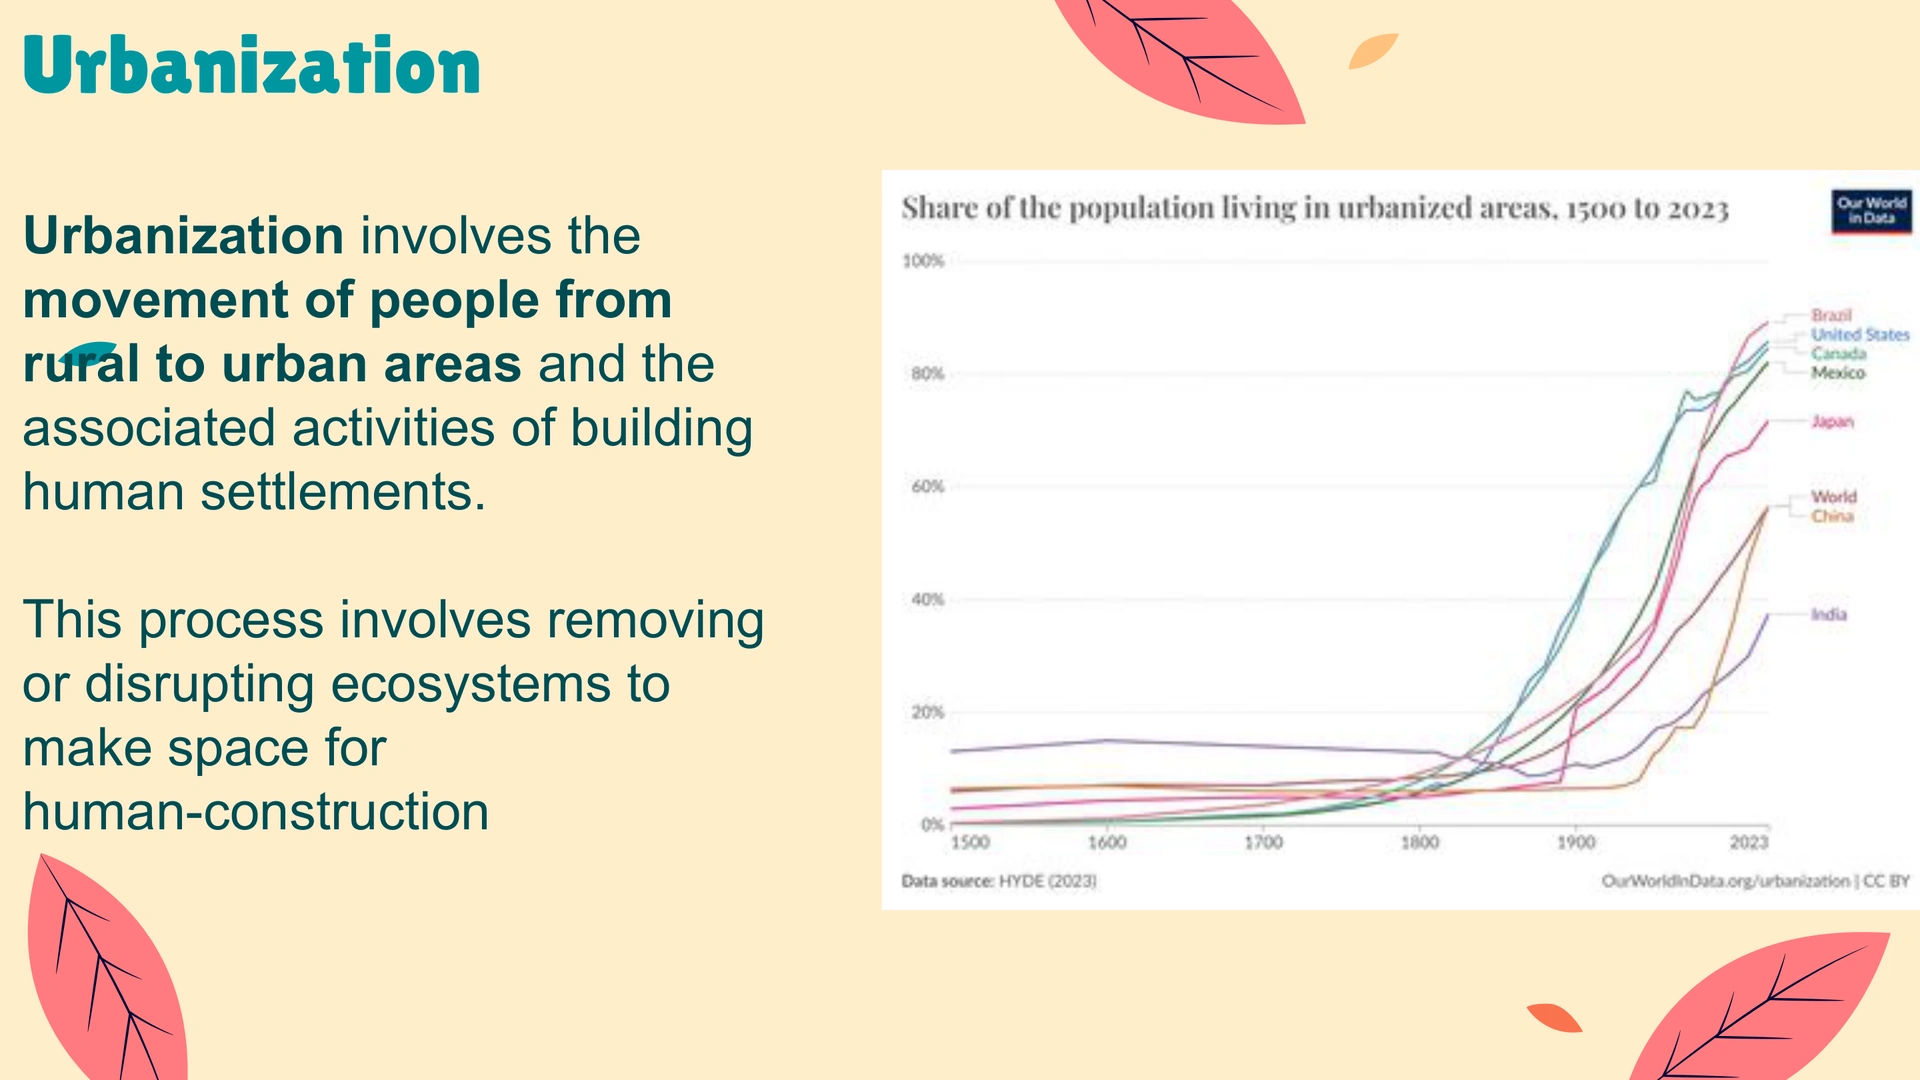 Urbanization
Urbanization involves the
movement of people from
rural to urban areas and the
associated activities of building
human settlements.
This process involves removing
or disrupting ecosystems to
make space for
human-construction
Share of the population living in urbanized areas, 1500 to 2023
Our World
in Data
100%
80%
60%
40%
20%
0%
1500
1600
1700
1800
1900
2023
Brazil
United States
Canada
Mexico
Japan
World
China
India
Data source: HYDE (2023)
OurWorldInData.org/urbanization | CC BY